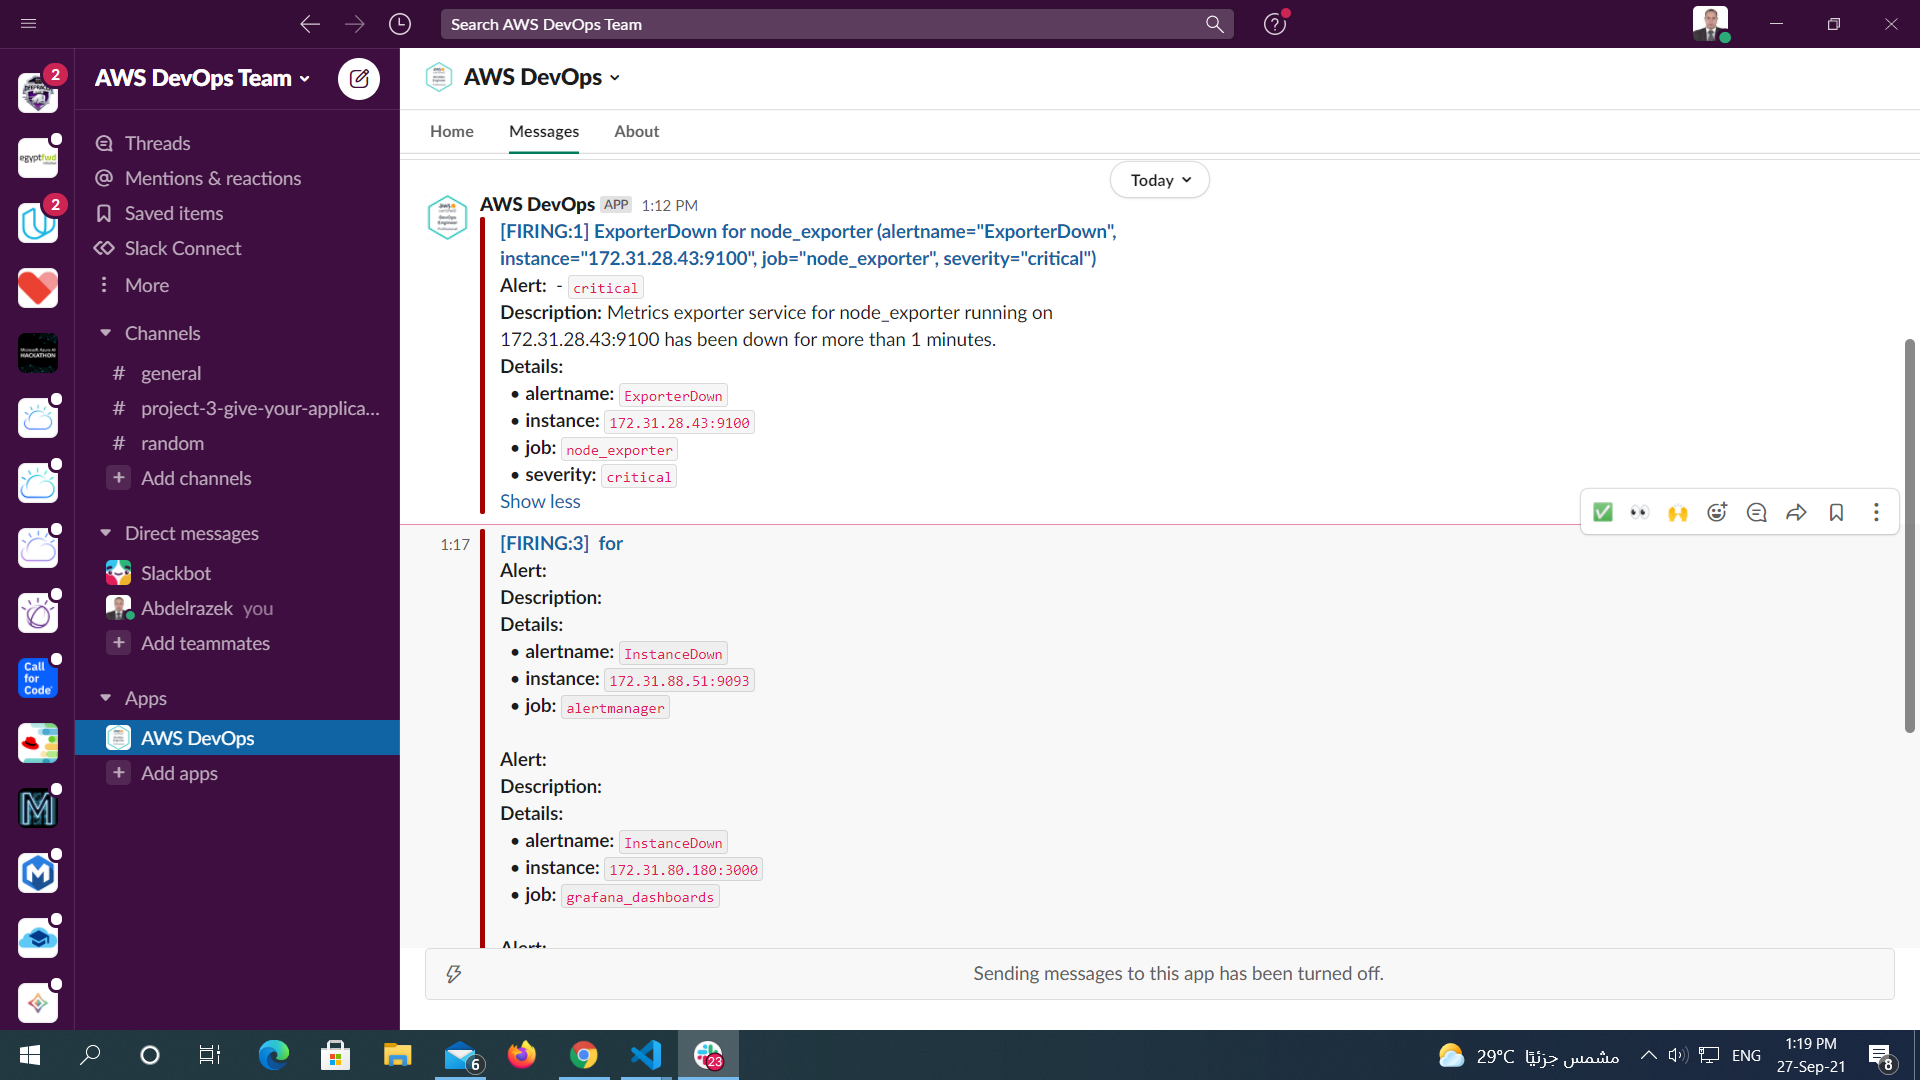 Search AWS DevOps Team
2
AWS DevOps Team
AWS DevOps
egyptfwd
Threads
Home
Messages
About
Mentions & reactions
Today
2
Saved items
AWS DevOps APP 1:12 PM
Slack Connect
[FIRING:1] ExporterDown for node_exporter (alertname="ExporterDown",
instance="172.31.28.43:9100", job="node_exporter", severity="critical")
More
Alert: - critical
Description: Metrics exporter service for node_exporter running on
172.31.28.43:9100 has been down for more than 1 minutes.
Channels
HACKATHON
Details:
# general
• alertname: ExporterDown
# project-3-give-your-applica...
• instance: 172.31.28.43:9100
# random
• job: node_exporter
+ Add channels
• severity: critical
Show less
Direct messages
1:17 [FIRING:3] for
Slackbot
Alert:
Abdelrazek you
Description:
+ Add teammates
Details:
Call
for
Code
• alertname: InstanceDown
• instance: 172.31.88.51:9093
Apps
• job: alertmanager
AWS DevOps
+ Add apps
Alert:
Description:
Details:
• alertname: InstanceDown
• instance: 172.31.80.180:3000
• job: grafana_dashboards
Alert:
Sending messages to this app has been turned off.
6
23
29°C مشمس جزئيًا
ENG
1:19 PM
27-Sep-21
8